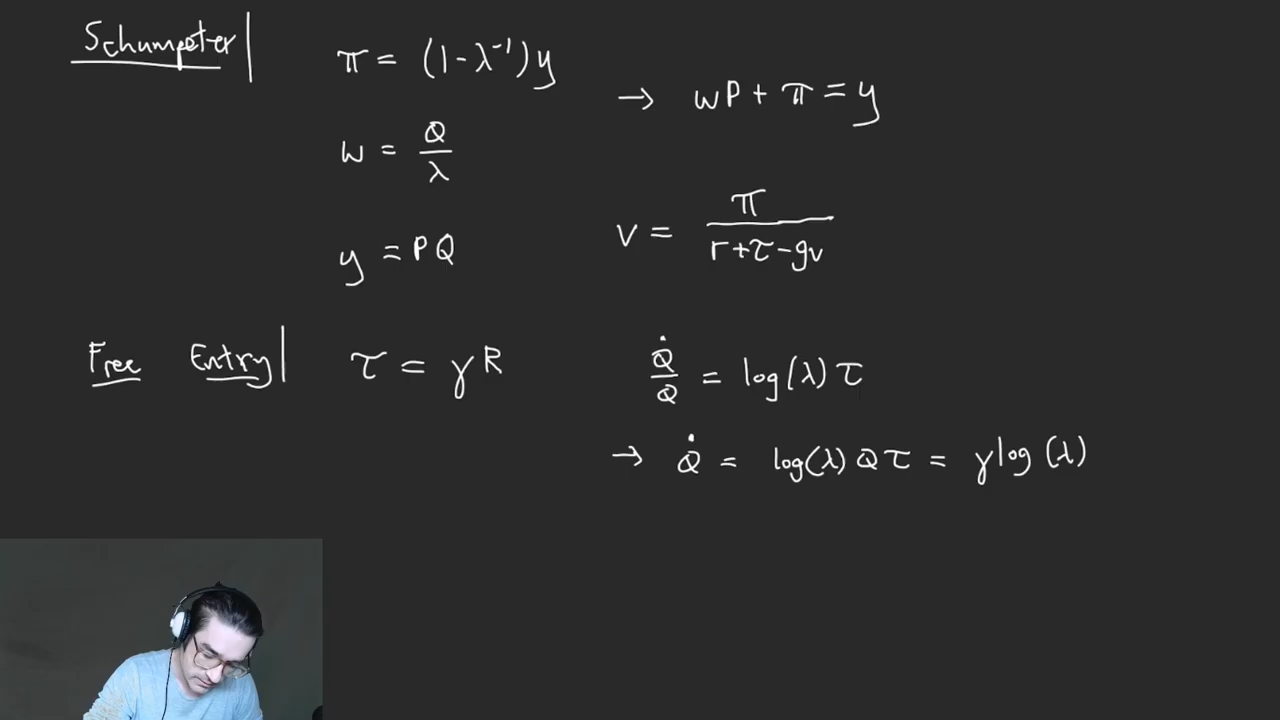 Schumpeter
π = (1 - λ⁻¹) y
→ wP + π = y
w = Q/λ
v = π/(r + τ - gv)
y = PQ
Free Entry
τ = γR
Q̇/Q = log(λ) τ
→ Q̇ = log(λ) Q τ = γ log (λ)